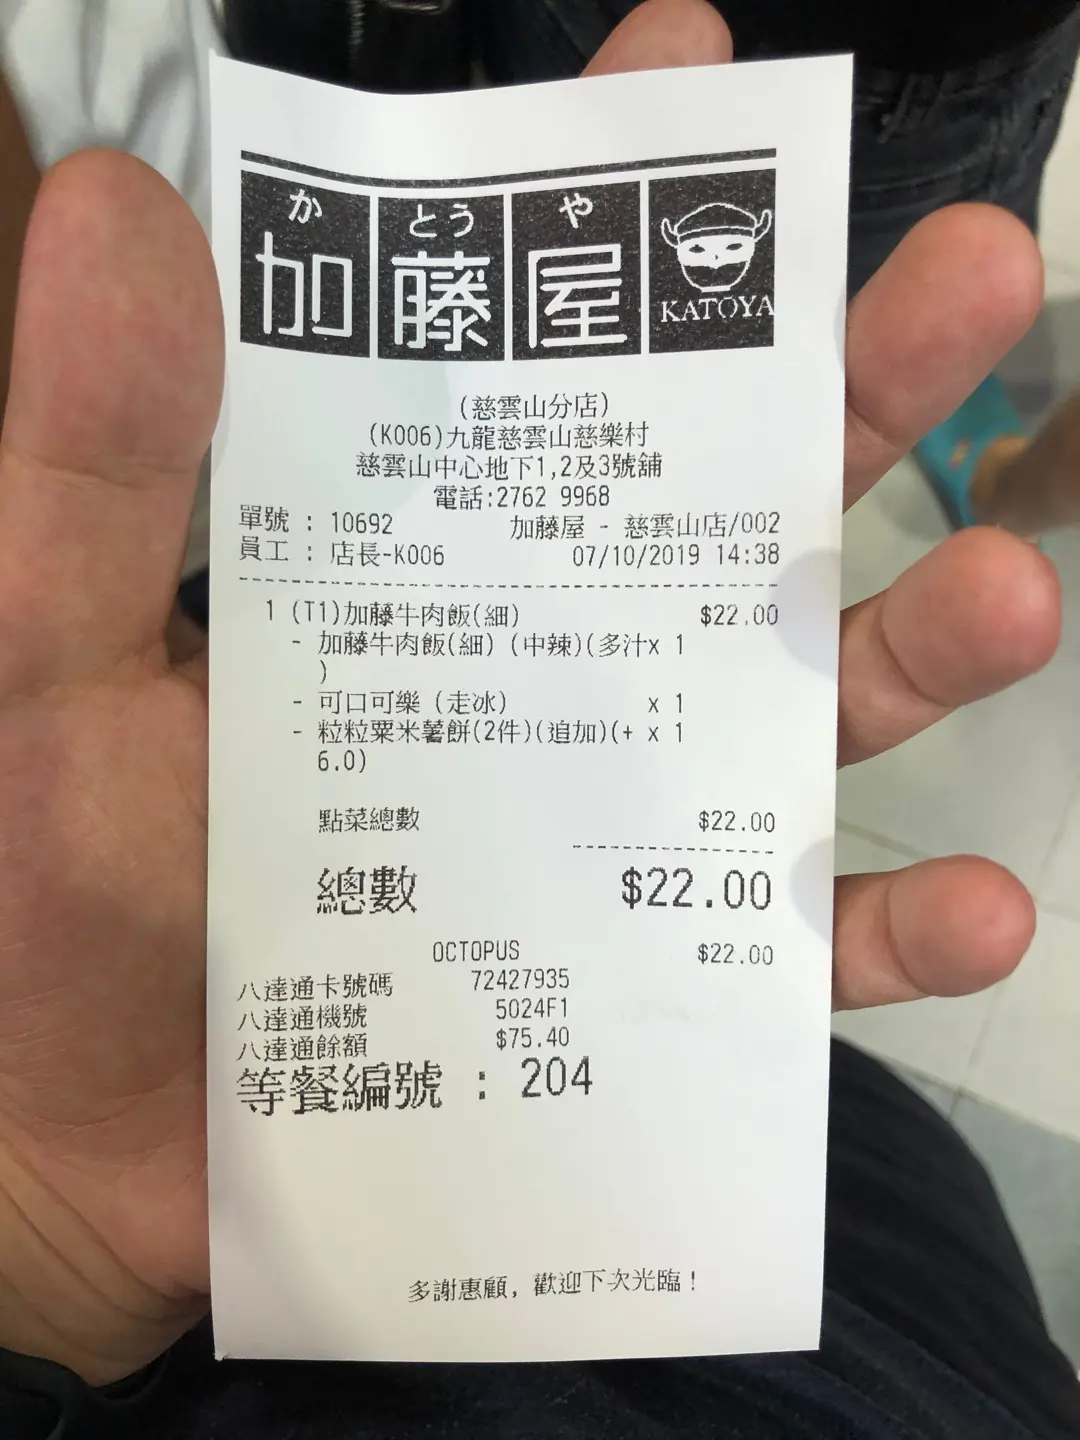 か とう や
加藤屋 KATOYA
(慈雲山分店)
(K006)九龍慈雲山慈樂村
慈雲山中心地下1,2及3號舖
電話:2762 9968
單號 : 10692 加藤屋 - 慈雲山店/002
員工 : 店長-K006 07/10/2019 14:38
1 (T1)加藤牛肉飯(細) $22.00
- 加藤牛肉飯(細) (中辣)(多汁x 1
)
- 可口可樂 (走冰) x 1
- 粒粒粟米薯餅(2件)(追加)(+ x 1
6.0)
點菜總數 $22.00
總數 $22.00
OCTOPUS $22.00
八達通卡號碼 72427935
八達通機號 5024F1
八達通餘額 $75.40
等餐編號 : 204
多謝惠顧, 歡迎下次光臨!